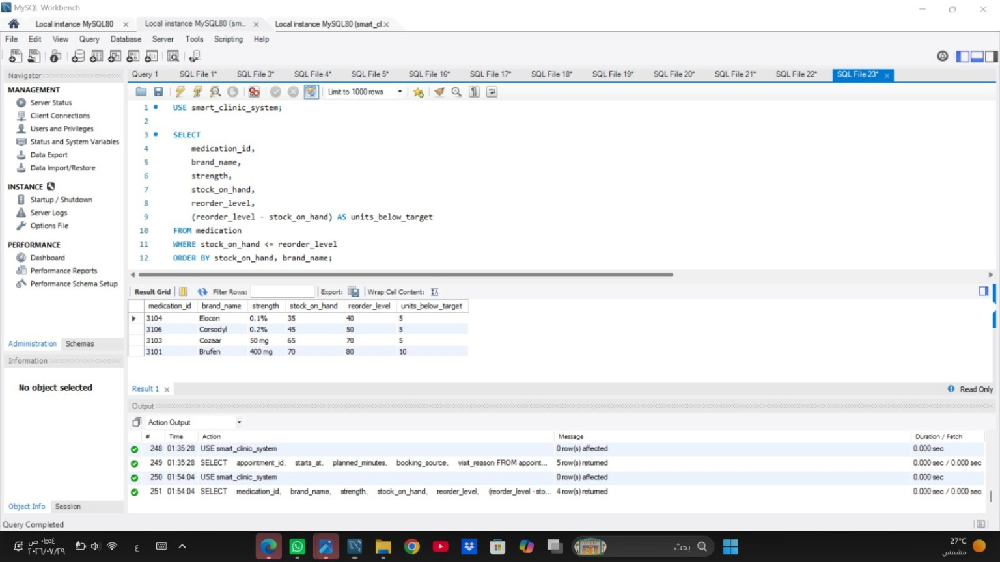 MySQL Workbench
Local instance MySQL80 x Local instance MySQL80 (sm... x Local instance MySQL80 (smart_cl x
File Edit View Query Database Server Tools Scripting Help
Navigator
MANAGEMENT
Server Status
Client Connections
Users and Privileges
Status and System Variables
Data Export
Data Import/Restore
INSTANCE
Startup / Shutdown
Server Logs
Options File
PERFORMANCE
Dashboard
Performance Reports
Performance Schema Setup
Administration Schemas
Information
No object selected
Object Info Session
Query 1 SQL File 1* SQL File 3* SQL File 4* SQL File 5* SQL File 16* SQL File 17* SQL File 18* SQL File 19* SQL File 20* SQL File 21* SQL File 22* SQL File 23* x
Limit to 1000 rows
1 USE smart_clinic_system;
2
3 SELECT
4 medication_id,
5 brand_name,
6 strength,
7 stock_on_hand,
8 reorder_level,
9 (reorder_level - stock_on_hand) AS units_below_target
10 FROM medication
11 WHERE stock_on_hand <= reorder_level
12 ORDER BY stock_on_hand, brand_name;
Result Grid Filter Rows: Export: Wrap Cell Content:
medication_id brand_name strength stock_on_hand reorder_level units_below_target
3104 Elocon 0.1% 35 40 5
3106 Corsodyl 0.2% 45 50 5
3103 Cozaar 50 mg 65 70 5
3101 Brufen 400 mg 70 80 10
Result 1 x Read Only
Output
Action Output
# Time Action Message Duration / Fetch
248 01:35:28 USE smart_clinic_system 0 row(s) affected 0.000 sec
249 01:35:28 SELECT appointment_id, starts_at, planned_minutes, booking_source, visit_reason FROM appoint... 5 row(s) returned 0.000 sec / 0.000 sec
250 01:54:04 USE smart_clinic_system 0 row(s) affected 0.000 sec
251 01:54:04 SELECT medication_id, brand_name, strength, stock_on_hand, reorder_level, (reorder_level - sto... 4 row(s) returned 0.000 sec / 0.000 sec
Query Completed
٠١:٥٤ ص
٢٠٢٦/٠٧/٢٩
ع
بحث
27°C
مشمس